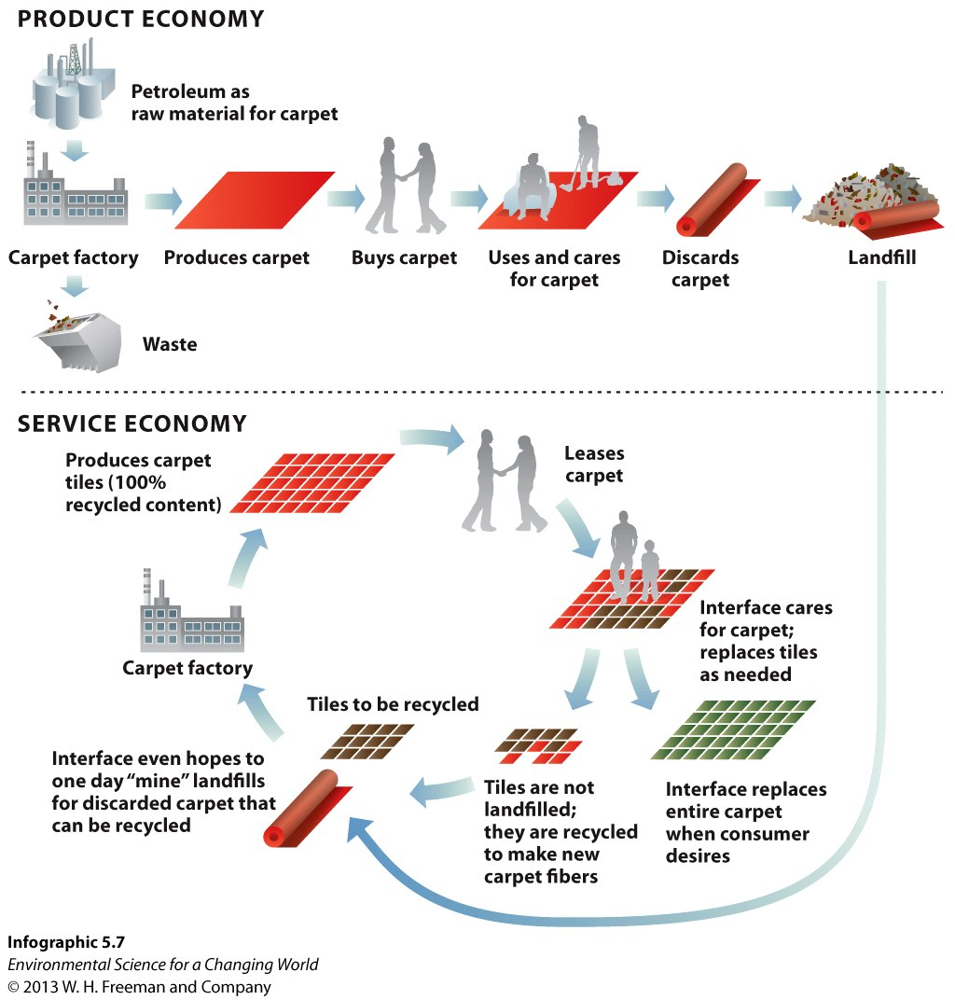 PRODUCT ECONOMY
Petroleum as
raw material for carpet
Carpet factory
Produces carpet
Buys carpet
Uses and cares
for carpet
Discards
carpet
Landfill
Waste
SERVICE ECONOMY
Produces carpet
tiles (100%
recycled content)
Leases
carpet
Interface cares
for carpet;
replaces tiles
as needed
Carpet factory
Tiles to be recycled
Interface even hopes to
one day “mine” landfills
for discarded carpet that
can be recycled
Tiles are not
landfilled;
they are recycled
to make new
carpet fibers
Interface replaces
entire carpet
when consumer
desires
Infographic 5.7
Environmental Science for a Changing World
© 2013 W. H. Freeman and Company